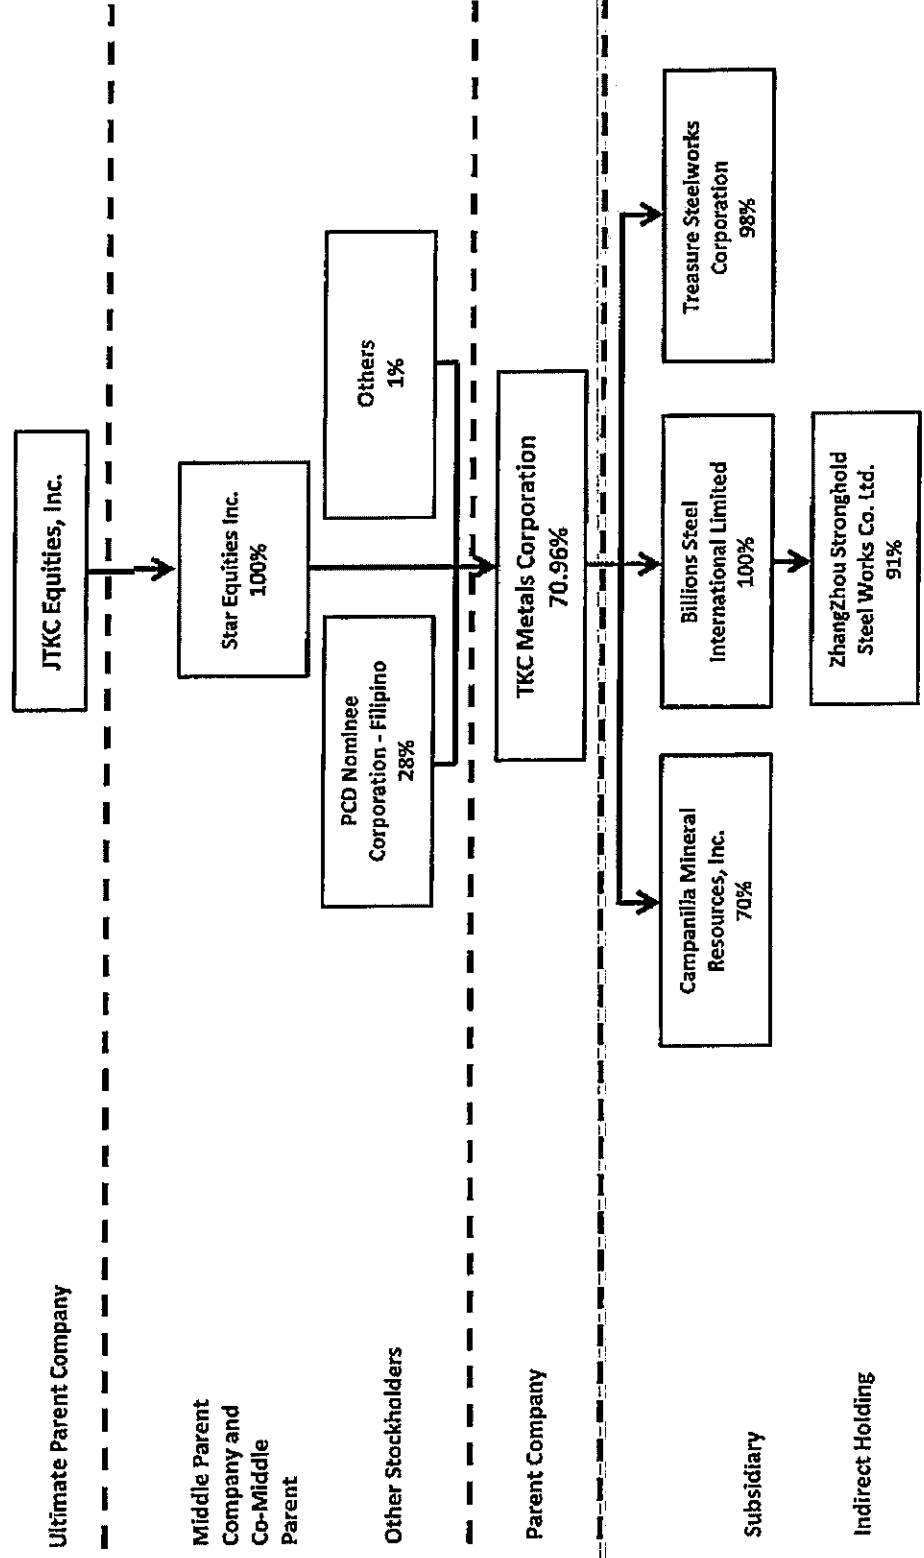 Ultimate Parent Company
JTKC Equities, Inc.
Middle Parent
Company and
Co-Middle
Parent
Star Equities Inc.
100%
Other Stockholders
PCD Nominee
Corporation - Filipino
28%
Others
1%
Parent Company
TKC Metals Corporation
70.96%
Subsidiary
Campanilla Mineral
Resources, Inc.
70%
Billions Steel
International Limited
100%
Treasure Steelworks
Corporation
98%
Indirect Holding
ZhangZhou Stronghold
Steel Works Co. Ltd.
91%